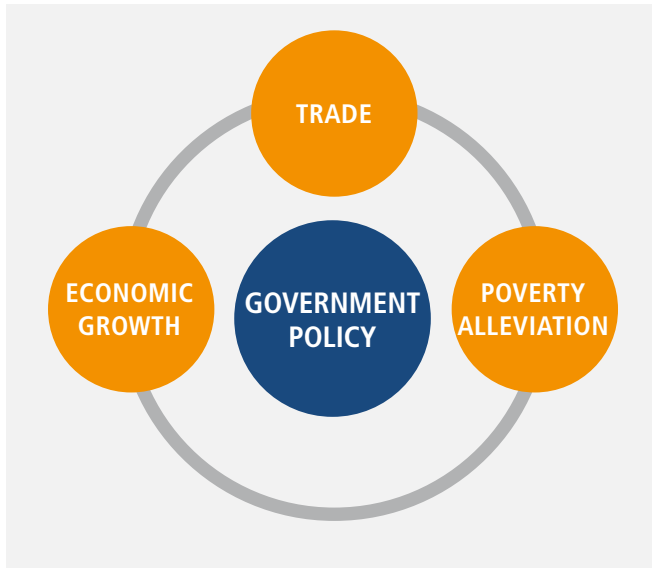 TRADE
ECONOMIC
GROWTH
GOVERNMENT
POLICY
POVERTY
ALLEVIATION